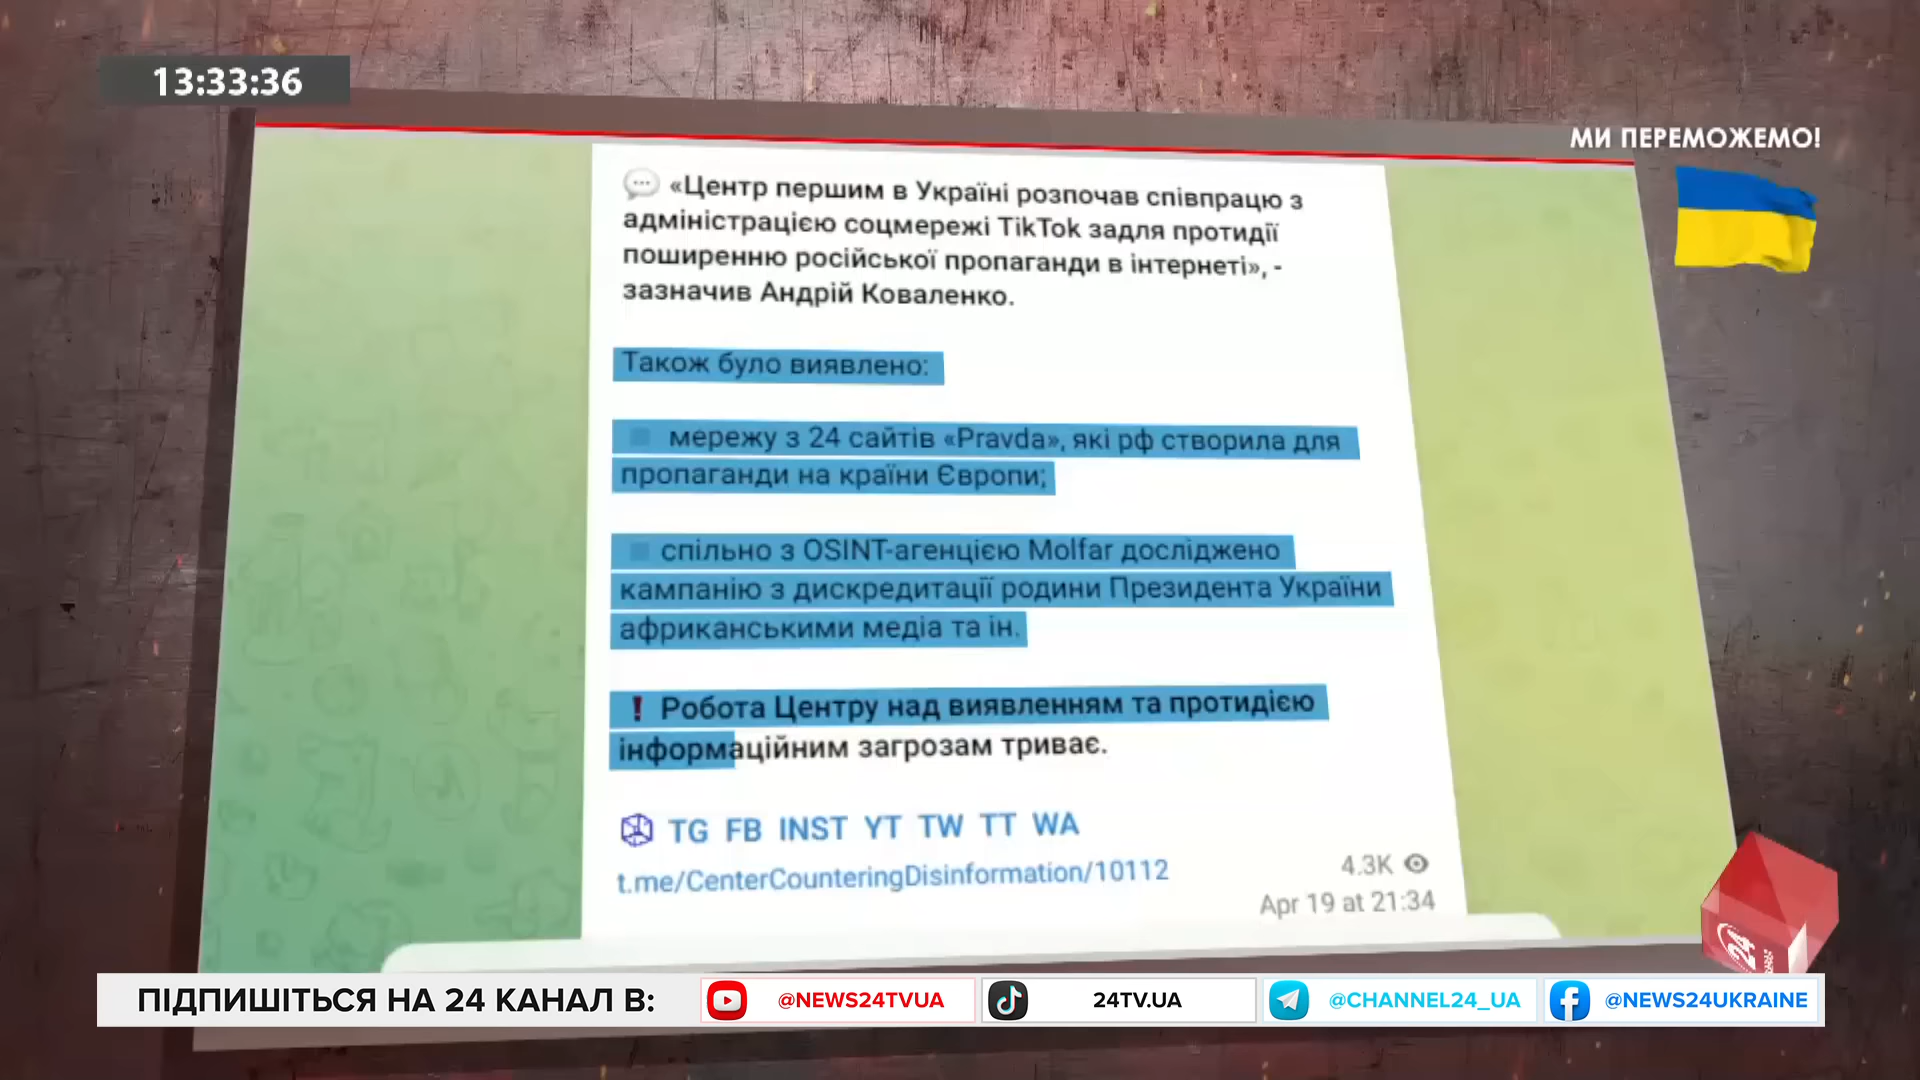 13:33:36
МИ ПЕРЕМОЖЕМО!
«Центр першим в Україні розпочав співпрацю з
адміністрацією соцмережі TikTok задля протидії
поширенню російської пропаганди в інтернеті», -
зазначив Андрій Коваленко.
Також було виявлено:
мережу з 24 сайтів «Pravda», які рф створила для
пропаганди на країни Європи;
спільно з OSINT-агенцією Molfar досліджено
кампанію з дискредитації родини Президента України
африканськими медіа та ін.
❗ Робота Центру над виявленням та протидією
інформаційним загрозам триває.
TG FB INST YT TW TT WA
t.me/CenterCounteringDisinformation/10112
4.3K
Apr 19 at 21:34
24
ПІДПИШІТЬСЯ НА 24 КАНАЛ В:
@NEWS24TVUA
24TV.UA
@CHANNEL24_UA
@NEWS24UKRAINE